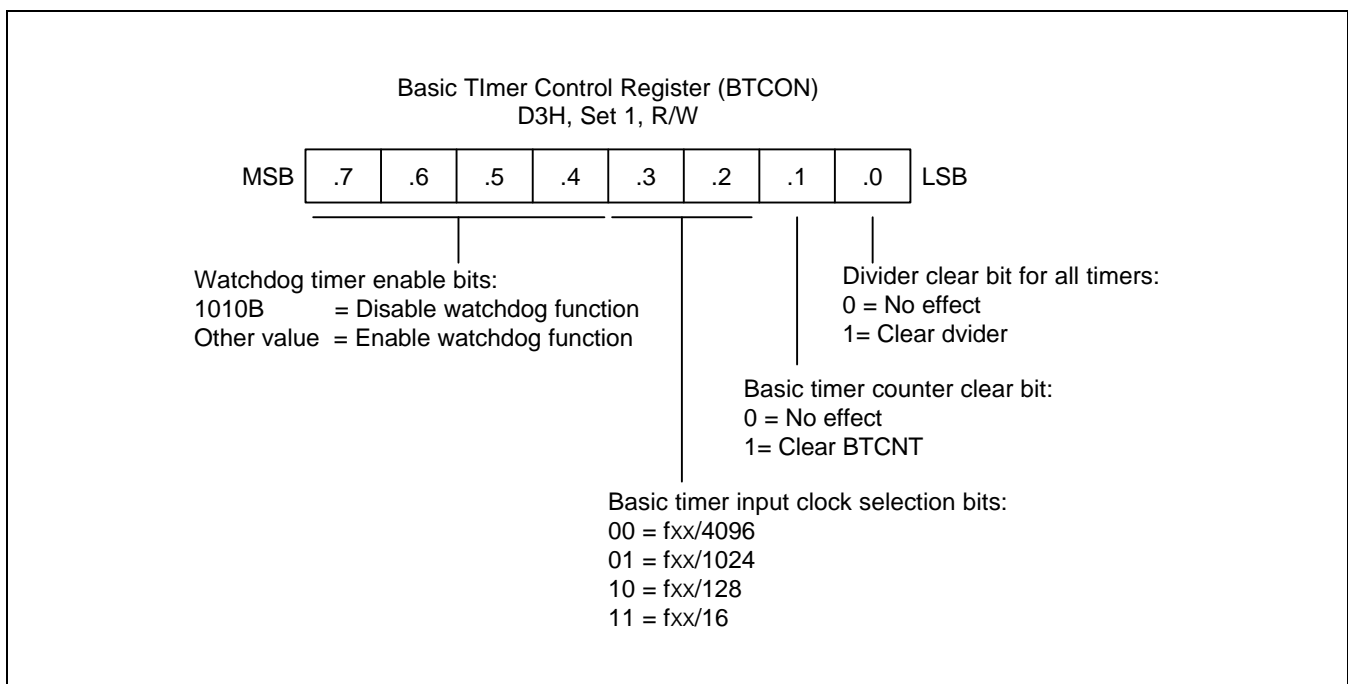 Basic TImer Control Register (BTCON)
D3H, Set 1, R/W
MSB .7 .6 .5 .4 .3 .2 .1 .0 LSB
Watchdog timer enable bits:
1010B = Disable watchdog function
Other value = Enable watchdog function
Divider clear bit for all timers:
0 = No effect
1= Clear dvider
Basic timer counter clear bit:
0 = No effect
1= Clear BTCNT
Basic timer input clock selection bits:
00 = fxx/4096
01 = fxx/1024
10 = fxx/128
11 = fxx/16